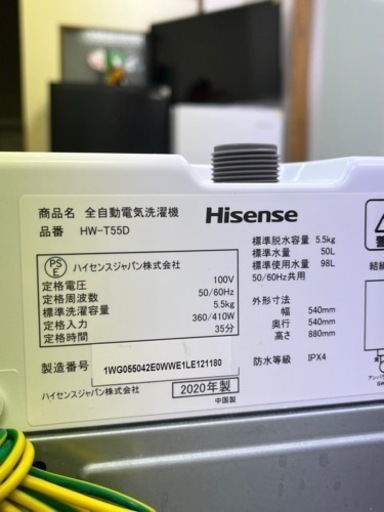 商品名 全自動電気洗濯機
品番 HW-T55D
Hisense
PSE
ハイセンスジャパン株式会社
定格電圧 100V
定格周波数 50/60Hz
標準洗濯容量 5.5kg
定格入力 360/410W
定格時間 35分
製造番号 1WG055042E0WWE1LE121180
ハイセンスジャパン株式会社
2020年製
中国製
標準脱水容量 5.5kg
標準水量 50L
標準使用水量 98L
50/60Hz共用
外形寸法
幅 540mm
奥行 540mm
高さ 880mm
防水等級 IPX4